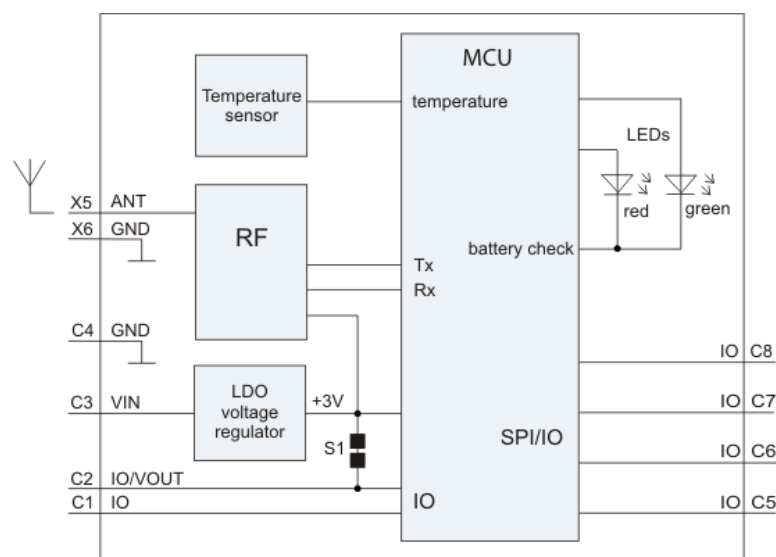 MCU
Temperature
sensor
temperature
LEDs
X5 ANT
red
green
X6 GND
RF
battery check
Tx
Rx
C4 GND
IO C8
LDO
voltage
regulator
+3V
C3 VIN
IO C7
S1
SPI/IO
IO C6
C2 IO/VOUT
C1 IO
IO
IO C5